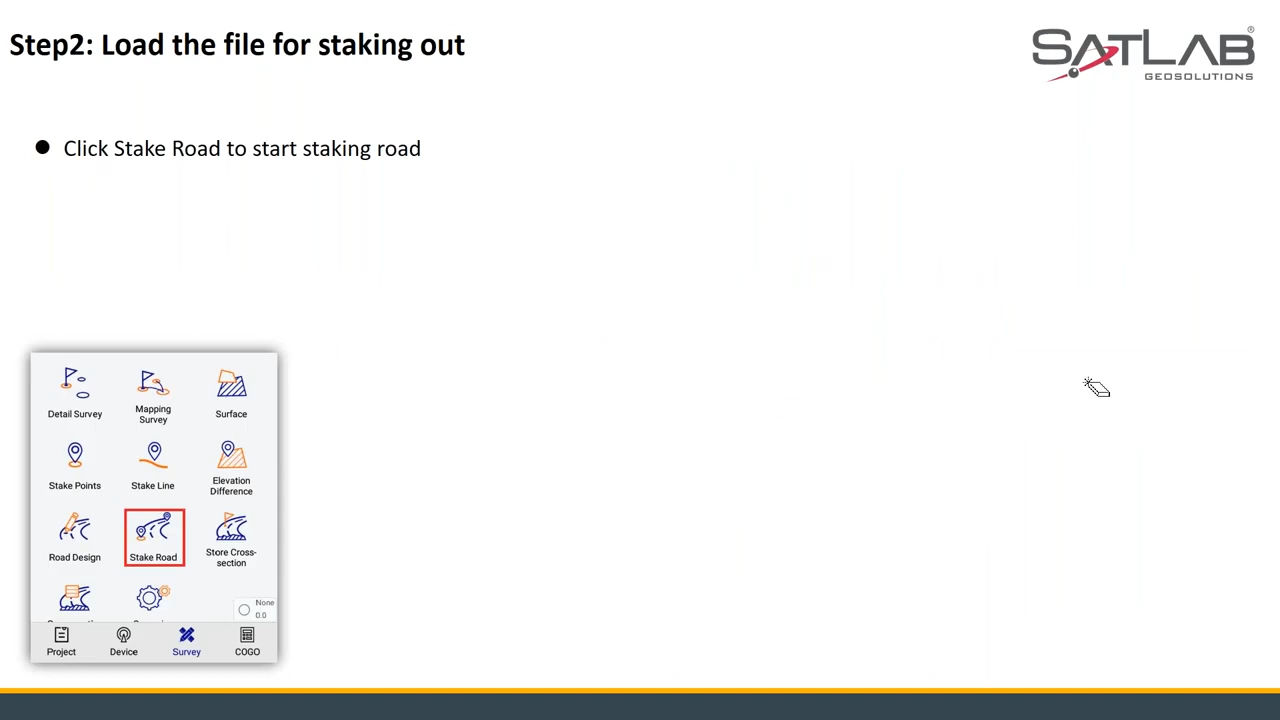 Step2: Load the file for staking out
SATLAB®
GEOSOLUTIONS
● Click Stake Road to start staking road
Detail Survey
Mapping
Survey
Surface
Stake Points
Stake Line
Elevation
Difference
Road Design
Stake Road
Store Cross-
section
None
0.0
Project
Device
Survey
COGO